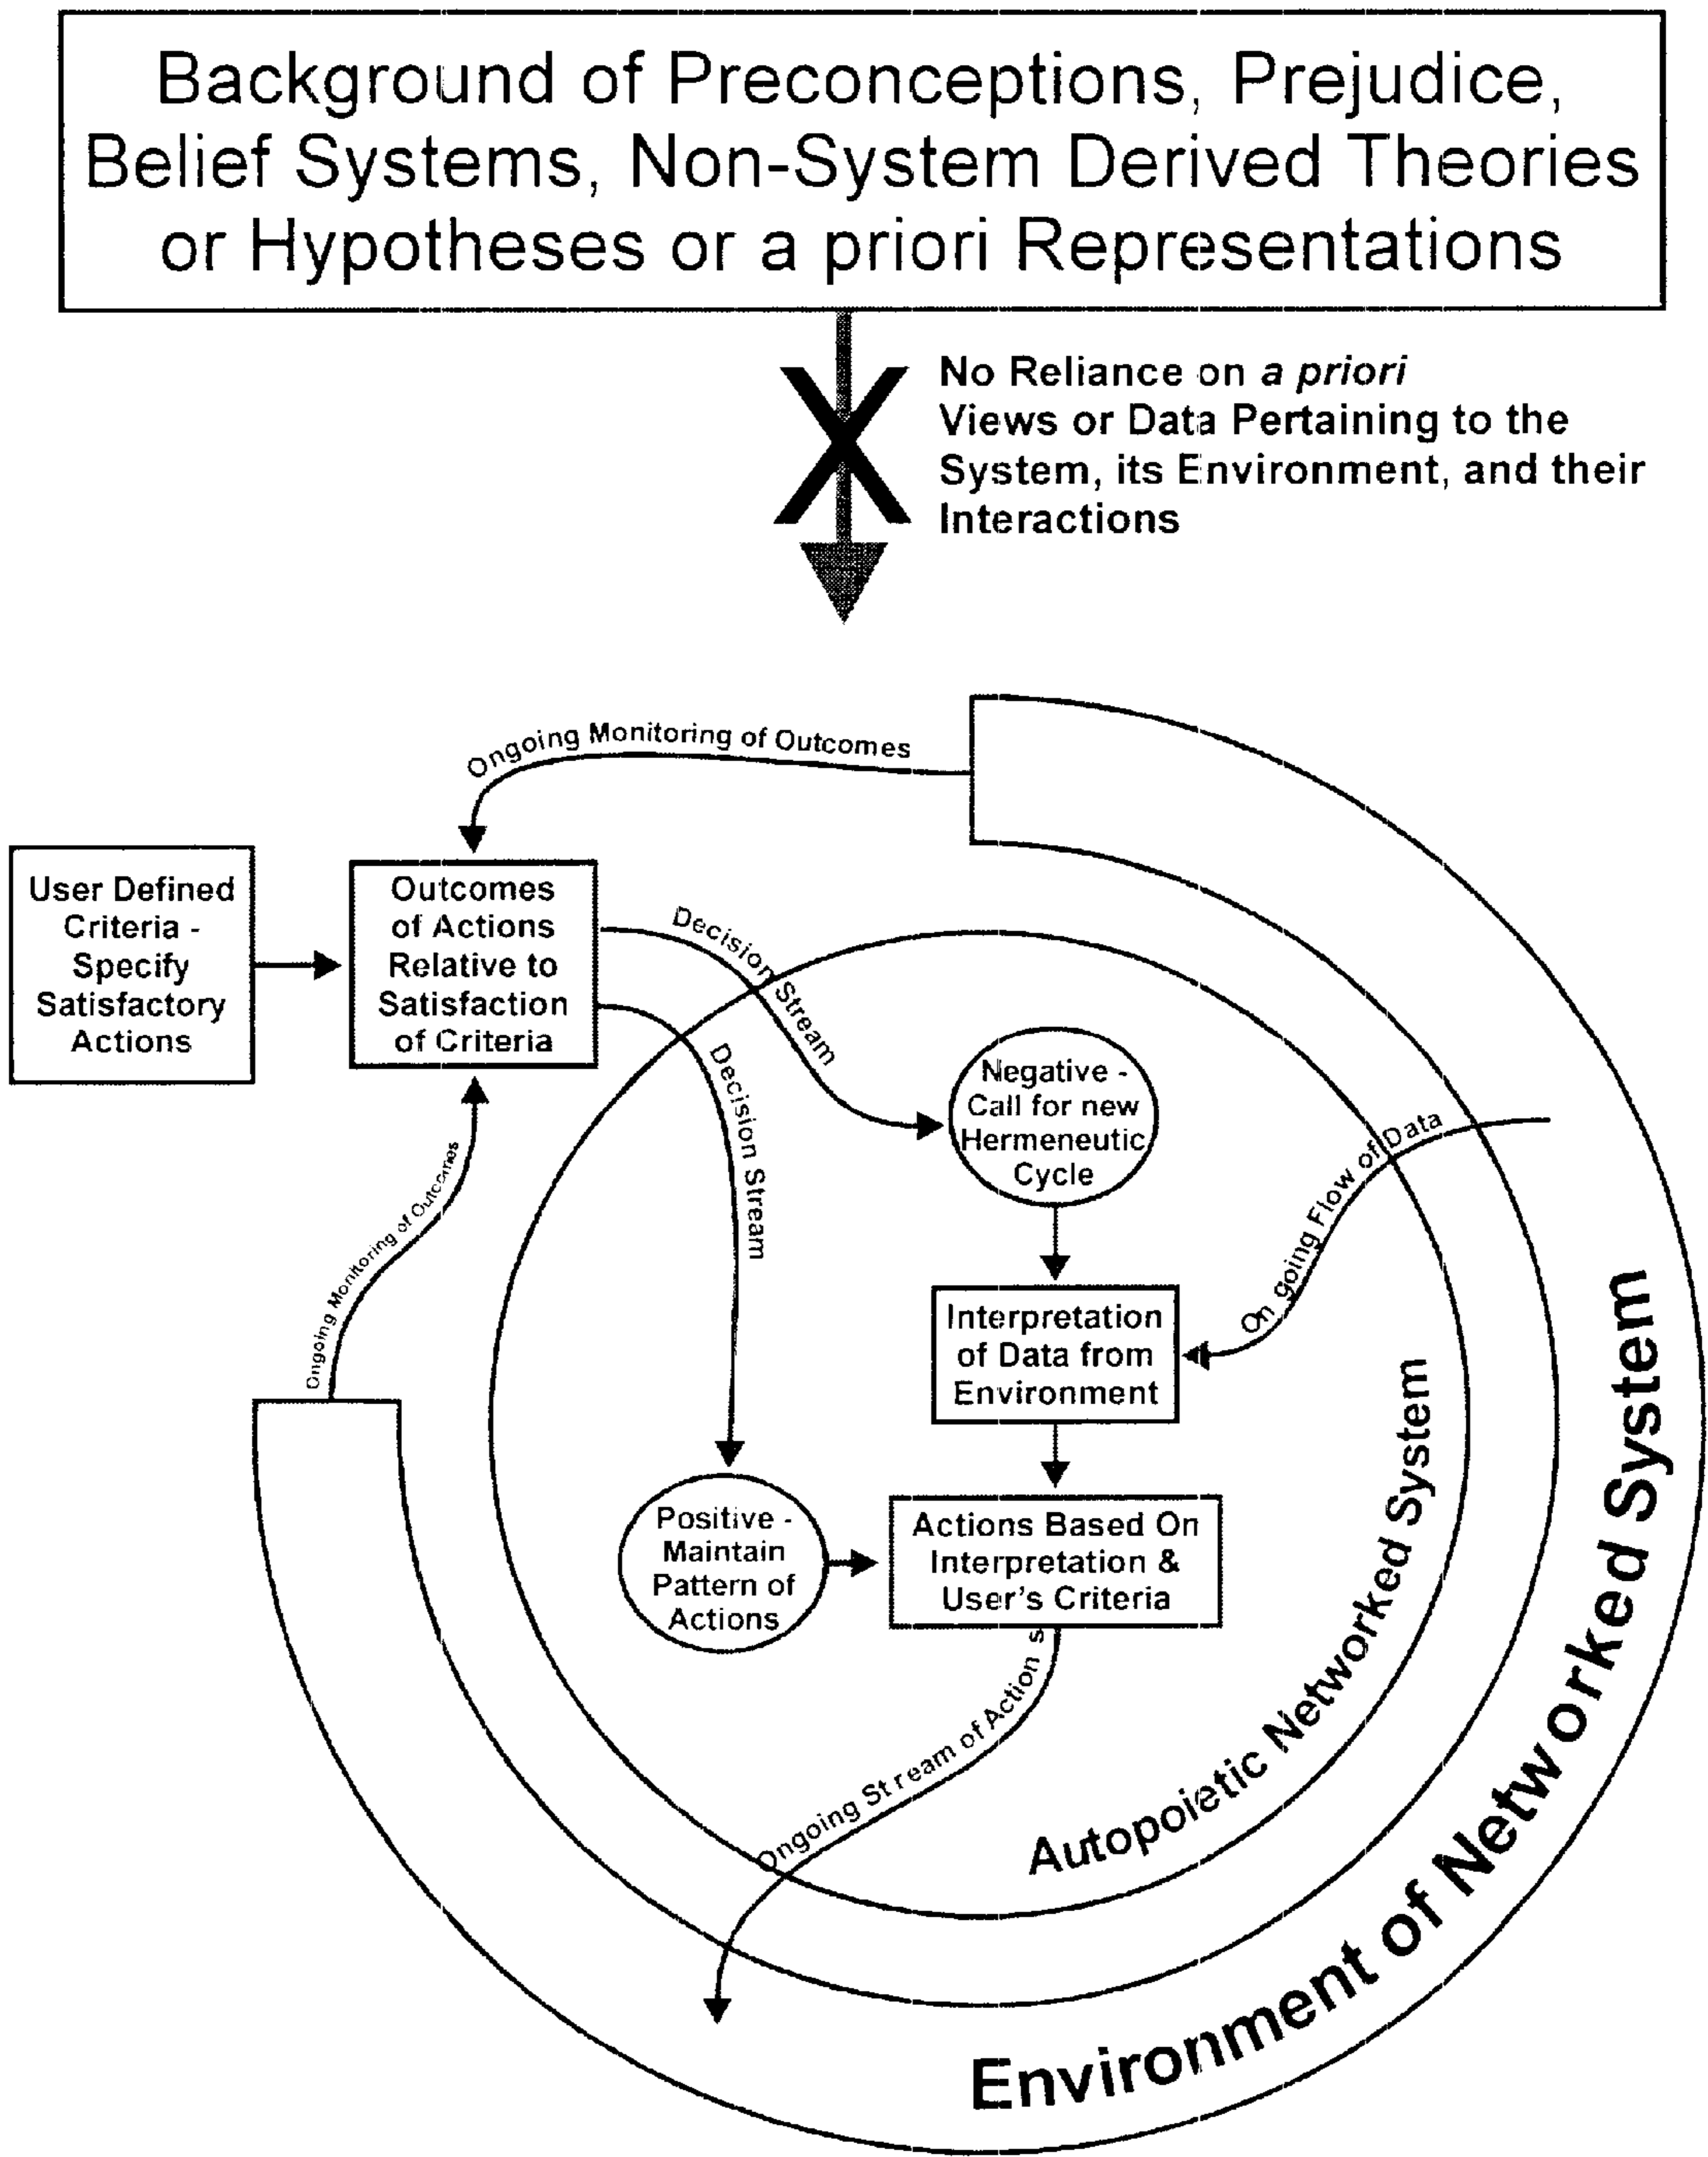 Background of Preconceptions, Prejudice,
Belief Systems, Non-System Derived Theories
or Hypotheses or a priori Representations
No Reliance on a priori
Views or Data Pertaining to the
System, its Environment, and their
Interactions
Ongoing Monitoring of Outcomes
User Defined
Criteria -
Specify
Satisfactory
Actions
Outcomes
of Actions
Relative to
Satisfaction
of Criteria
Decision Stream
Decision Stream
Negative -
Call for new
Hermeneutic
Cycle
On going Flow of Data
Ongoing Monitoring of Outcomes
Interpretation
of Data from
Environment
Positive -
Maintain
Pattern of
Actions
Actions Based On
Interpretation &
User's Criteria
Ongoing Stream of Action s
Autopoietic Networked System
Environment of Networked System